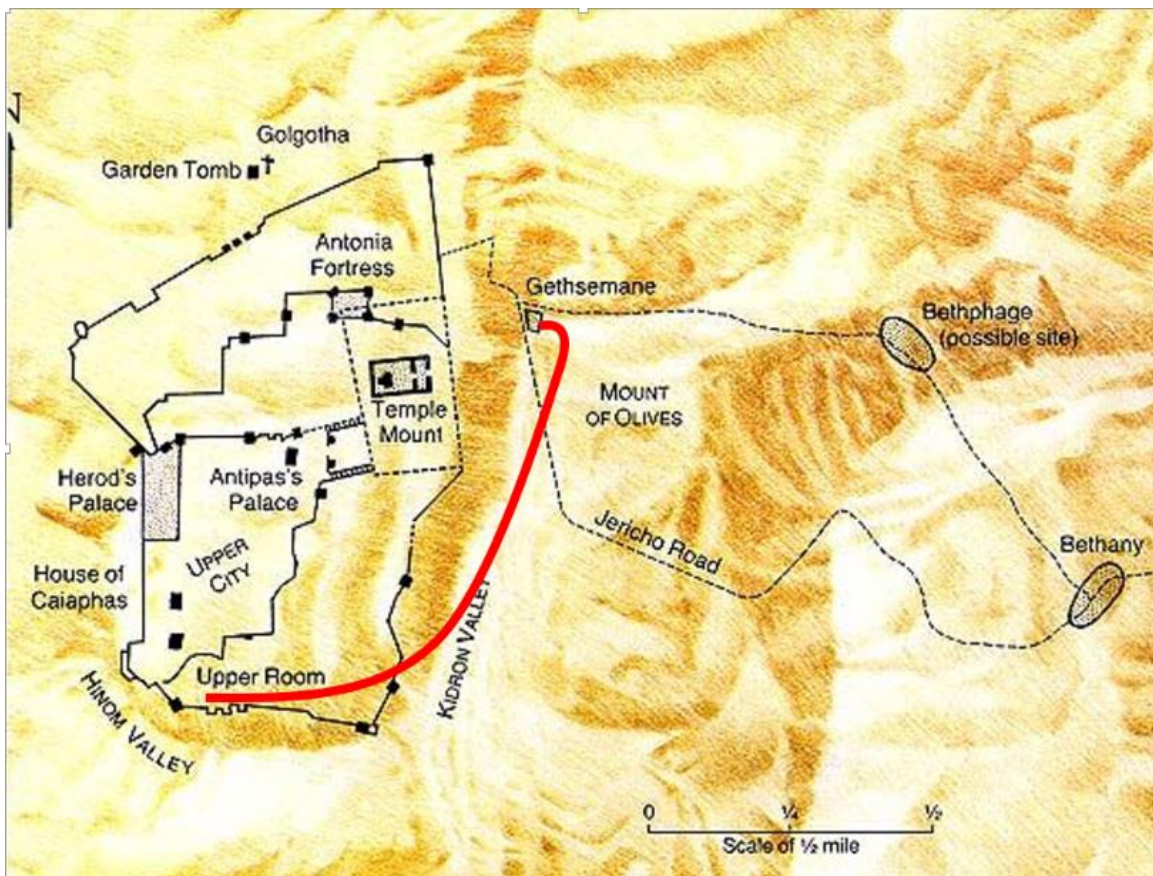 N
Golgotha
Garden Tomb
Antonia
Fortress
Gethsemane
Bethphage
(possible site)
Temple
Mount
MOUNT
OF OLIVES
Herod's
Palace
Antipas's
Palace
UPPER
CITY
Jericho Road
Bethany
House of
Caiaphas
KIDRON VALLEY
Upper Room
HINOM VALLEY
0 ¼ ½
Scale of ½ mile